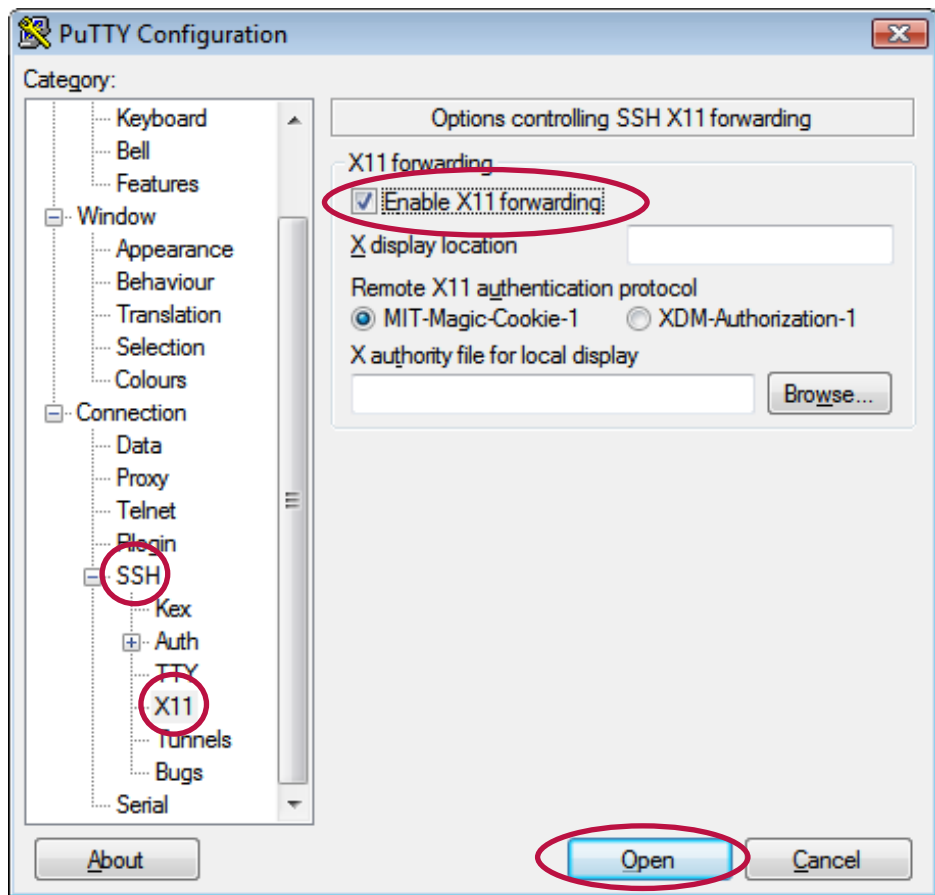 PuTTY Configuration
Category:
Keyboard
Bell
Features
Window
Appearance
Behaviour
Translation
Selection
Colours
Connection
Data
Proxy
Telnet
Rlogin
SSH
Kex
Auth
TTY
X11
Tunnels
Bugs
Serial
Options controlling SSH X11 forwarding
X11 forwarding
Enable X11 forwarding
X display location
Remote X11 authentication protocol
MIT-Magic-Cookie-1 XDM-Authorization-1
X authority file for local display
Browse...
About Open Cancel